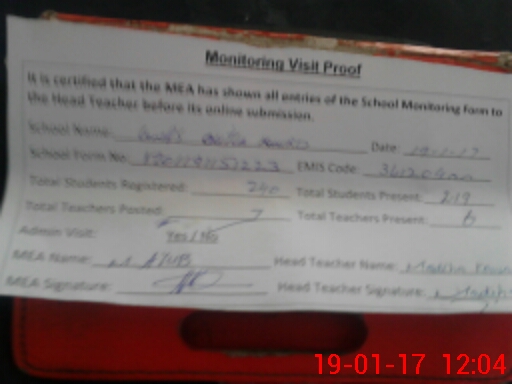 Monitoring Visit Proof
It is certified that the MEA has shown all entries of the School Monitoring Form to
the Head Teacher before its online submission.
School Name: Date: 19-1-17
School Form No. EMIS Code:
Total Students Registered: 240 Total Students Present: 219
Total Teachers Posted: 7 Total Teachers Present: 6
Admin Visit: Yes / No
MEA Name: M AYUB Head Teacher Name: Madiha
MEA Signature: Head Teacher Signature:
19-01-17 12:04